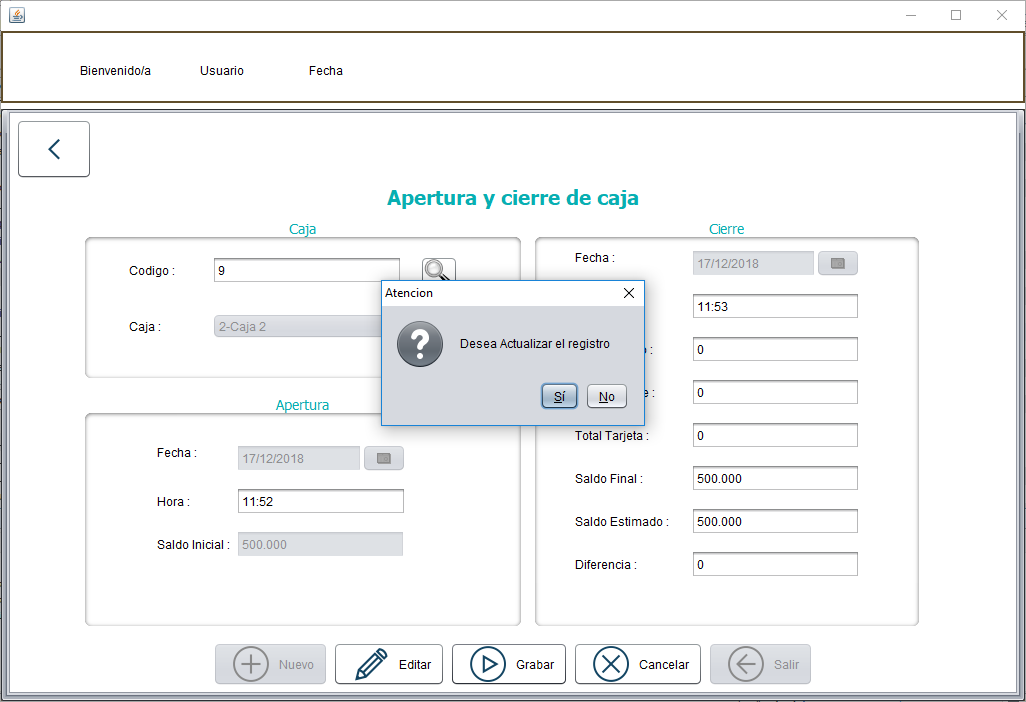 Bienvenido/a Usuario Fecha
Apertura y cierre de caja
Caja
Codigo : 9
Caja : 2-Caja 2
Apertura
Fecha : 17/12/2018
Hora : 11:52
Saldo Inicial : 500.000
Cierre
Fecha : 17/12/2018
11:53
: 0
e : 0
Total Tarjeta : 0
Saldo Final : 500.000
Saldo Estimado : 500.000
Diferencia : 0
Atencion
Desea Actualizar el registro
Sí No
Nuevo Editar Grabar Cancelar Salir